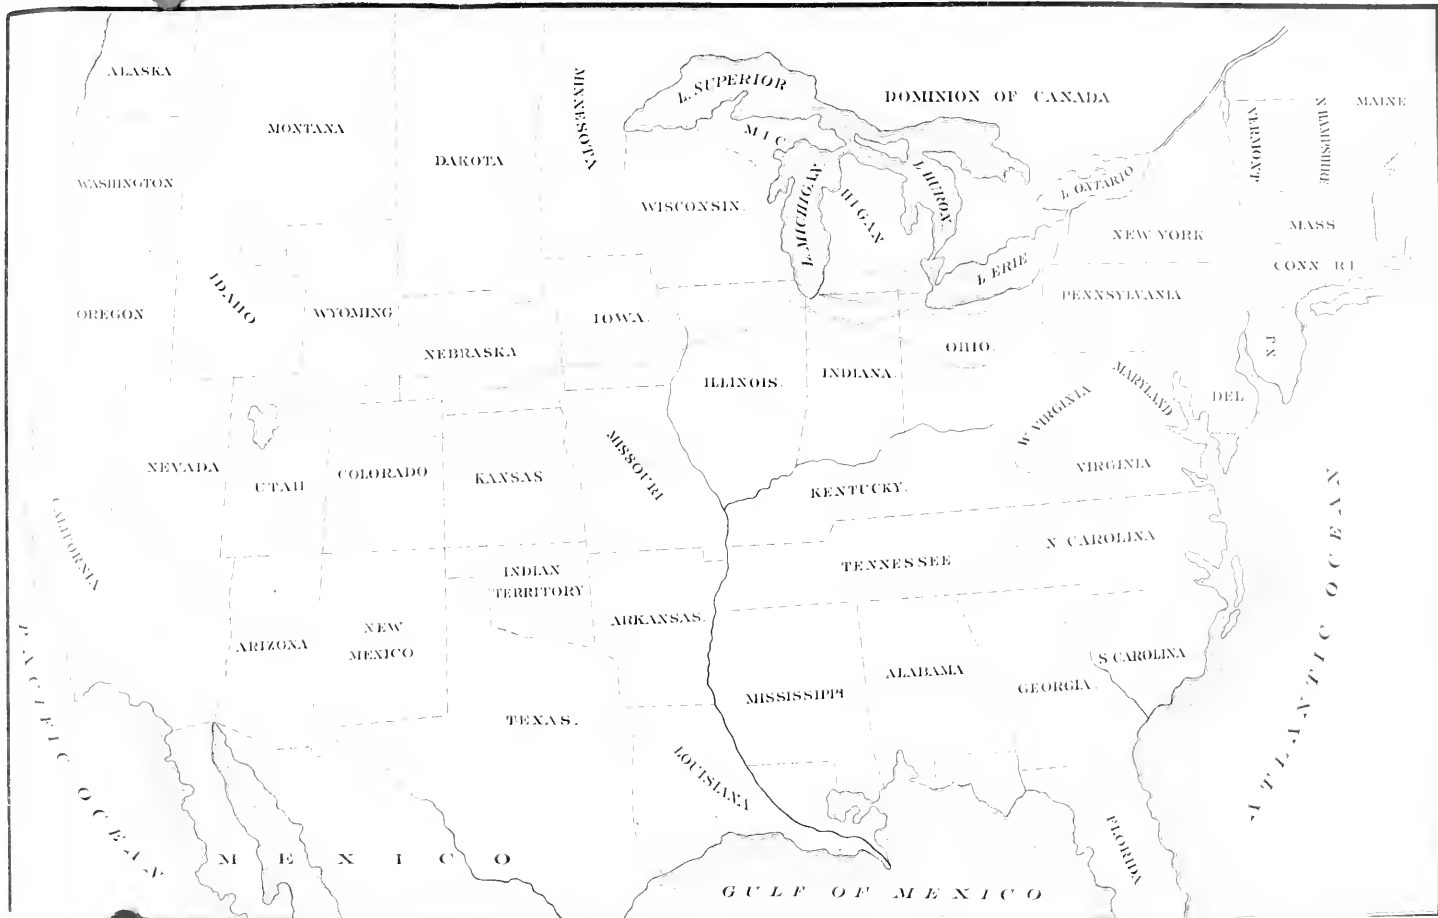 ALASKA
MONTANA
DAKOTA
MINNESOTA
L. SUPERIOR
DOMINION OF CANADA
VERMONT
N HAMPSHIRE
MAINE
WASHINGTON
WISCONSIN.
MIC
HIGAN
L. MICHIGAN
L HURON.
L ONTARIO
L ERIE
NEW YORK
MASS
CONN R I
OREGON
IDAHO
WYOMING
NEBRASKA
IOWA.
ILLINOIS.
INDIANA.
OHIO.
PENNSYLVANIA
N J
NEVADA
UTAH
COLORADO
KANSAS
MISSOURI
KENTUCKY.
W VIRGINIA
MARYLAND
DEL
VIRGINIA
CALIFORNIA
ARIZONA
NEW
MEXICO
INDIAN
TERRITORY
ARKANSAS.
TENNESSEE
N CAROLINA
S CAROLINA
TEXAS.
LOUISIANA
MISSISSIPPI
ALABAMA
GEORGIA.
FLORIDA
PACIFIC OCEAN
MEXICO
GULF OF MEXICO
ATLANTIC OCEAN